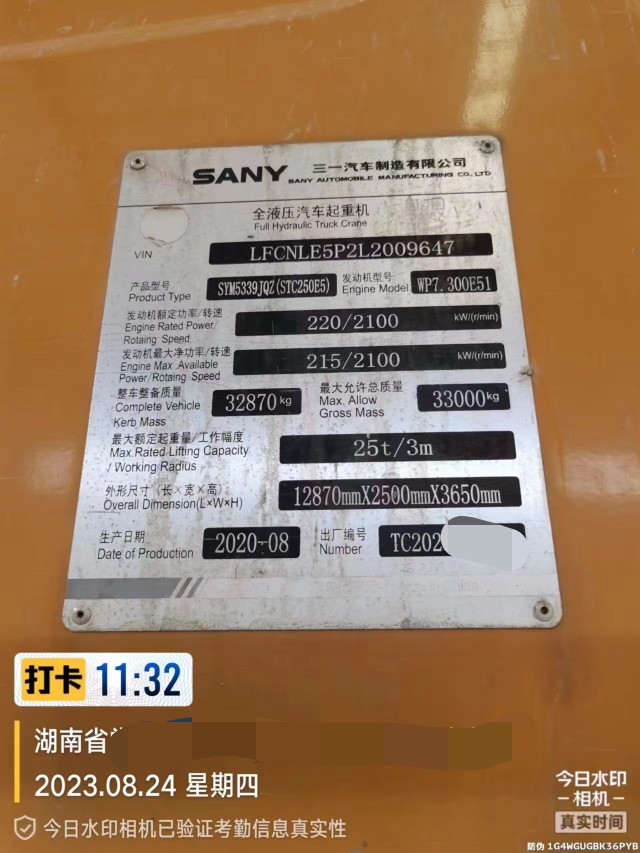 SANY 三一汽车制造有限公司
SANY AUTOMOBILE MANUFACTURING CO., LTD
全液压汽车起重机
Full Hydraulic Truck Crane
VIN LFCNLE5P2L2009647
产品型号 Product Type SYM5339JQZ(STC250E5) 发动机型号 Engine Model WP7.300E51
发动机额定功率/转速
Engine Rated Power/
Rotaing Speed
220/2100 kW/(r/min)
发动机最大净功率/转速
Engine Max .Available
Power/Rotaing Speed
215/2100 kW/(r/min)
整车整备质量
Complete Vehicle
Kerb Mass
32870kg
最大允许总质量
Max. Allow
Gross Mass
33000kg
最大额定起重量/工作幅度
Max.Rated Lifting Capacity
/ Working Radius
25t/3m
外形尺寸（长×宽×高）
Overall Dimension(L×W×H)
12870mmX2500mmX3650mm
生产日期
Date of Production
2020-08
出厂编号
Number
TC202
打卡 11:32
湖南省
2023.08.24 星期四
今日水印相机已验证考勤信息真实性
今日水印
-相机-
真实时间
防伪 1G4WGUGBK36PYB